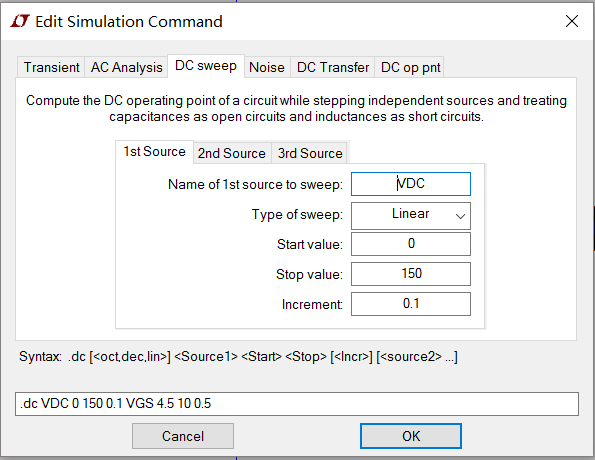 Edit Simulation Command
Transient AC Analysis DC sweep Noise DC Transfer DC op pnt
Compute the DC operating point of a circuit while stepping independent sources and treating
capacitances as open circuits and inductances as short circuits.
1st Source 2nd Source 3rd Source
Name of 1st source to sweep: VDC
Type of sweep: Linear
Start value: 0
Stop value: 150
Increment: 0.1
Syntax: .dc [<oct,dec,lin>] <Source1> <Start> <Stop> [<Incr>] [<source2> ...]
.dc VDC 0 150 0.1 VGS 4.5 10 0.5
Cancel OK